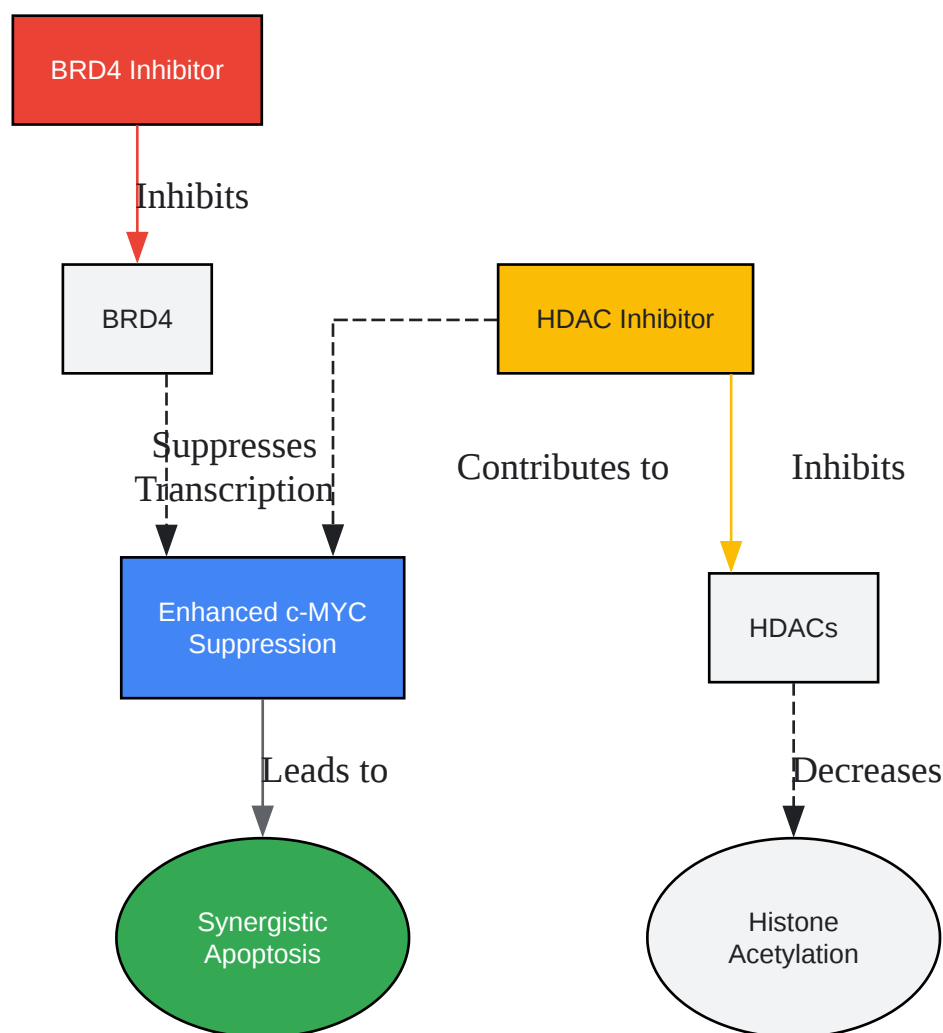 BRD4 Inhibitor
Inhibits
BRD4
HDAC Inhibitor
Suppresses
Transcription
Contributes to
Inhibits
Enhanced c-MYC
Suppression
HDACs
Leads to
Decreases
Synergistic
Apoptosis
Histone
Acetylation